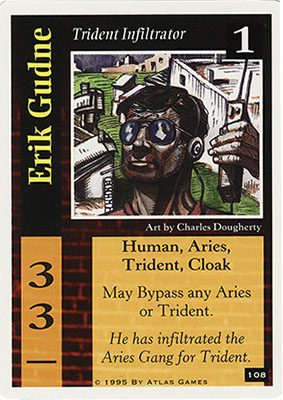 Trident Infiltrator
1
Erik Gudne
Art by Charles Dougherty
3
3
—
Human, Aries,
Trident, Cloak
May Bypass any Aries
or Trident.
He has infiltrated the
Aries Gang for Trident.
108
© 1995 By Atlas Games